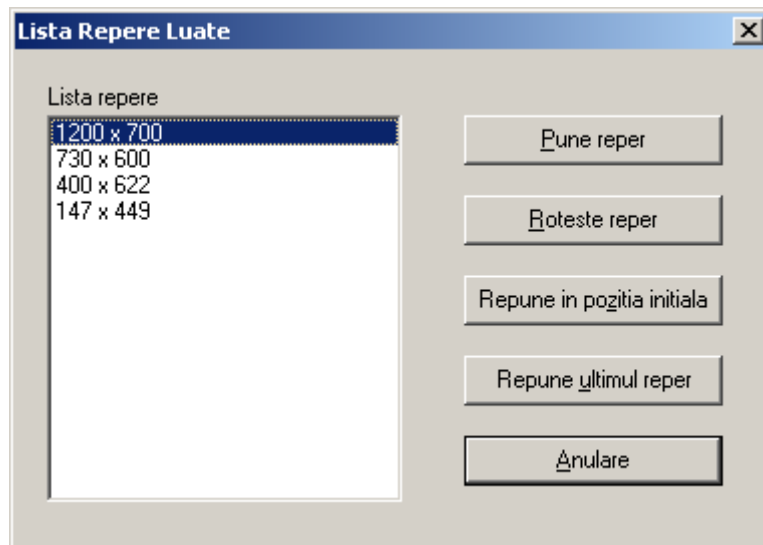 Lista Repere Luate
Lista repere
1200 x 700
730 x 600
400 x 622
147 x 449
Pune reper
Roteste reper
Repune in pozitia initiala
Repune ultimul reper
Anulare